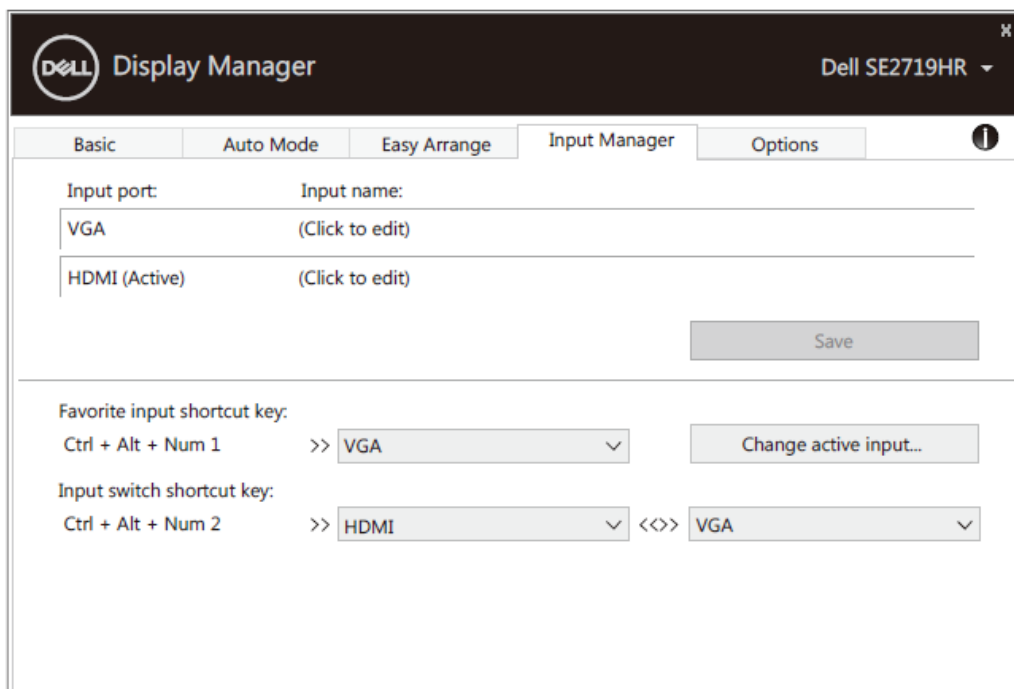 DELL Display Manager Dell SE2719HR
Basic Auto Mode Easy Arrange Input Manager Options
Input port: Input name:
VGA (Click to edit)
HDMI (Active) (Click to edit)
Save
Favorite input shortcut key:
Ctrl + Alt + Num 1 >> VGA Change active input...
Input switch shortcut key:
Ctrl + Alt + Num 2 >> HDMI <<>> VGA